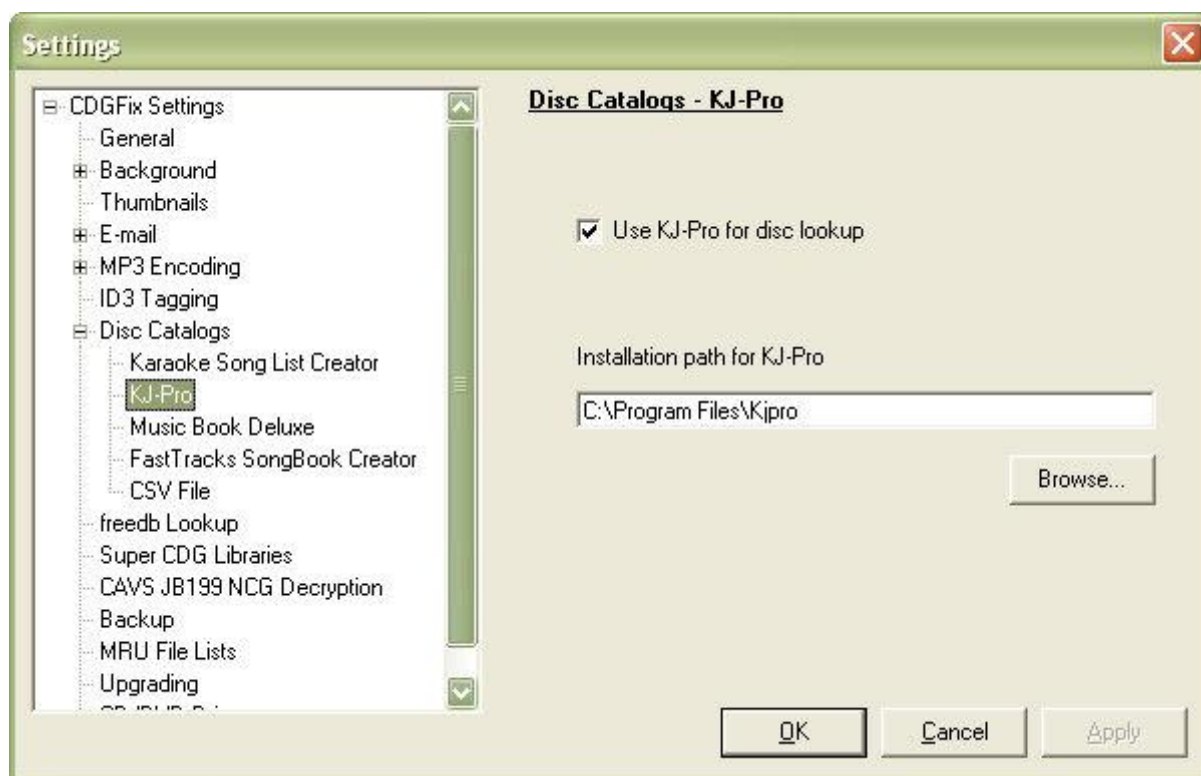 Settings
CDGFix Settings
General
Background
Thumbnails
E-mail
MP3 Encoding
ID3 Tagging
Disc Catalogs
Karaoke Song List Creator
KJ-Pro
Music Book Deluxe
FastTracks SongBook Creator
CSV File
freedb Lookup
Super CDG Libraries
CAVS JB199 NCG Decryption
Backup
MRU File Lists
Upgrading
Disc Catalogs - KJ-Pro
Use KJ-Pro for disc lookup
Installation path for KJ-Pro
C:\Program Files\Kjpro
Browse...
OK
Cancel
Apply